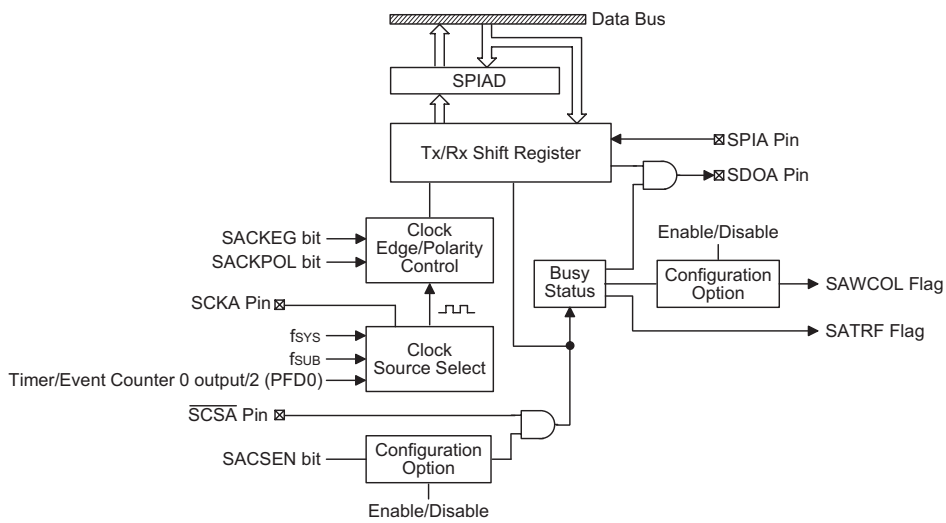 Data Bus
SPIAD
Tx/Rx Shift Register
SPIA Pin
SDOA Pin
SACKEG bit
SACKPOL bit
Clock
Edge/Polarity
Control
Enable/Disable
Busy
Status
Configuration
Option
SAWCOL Flag
SCKA Pin
SATRF Flag
fSYS
fSUB
Timer/Event Counter 0 output/2 (PFD0)
Clock
Source Select
SCSA Pin
SACSEN bit
Configuration
Option
Enable/Disable